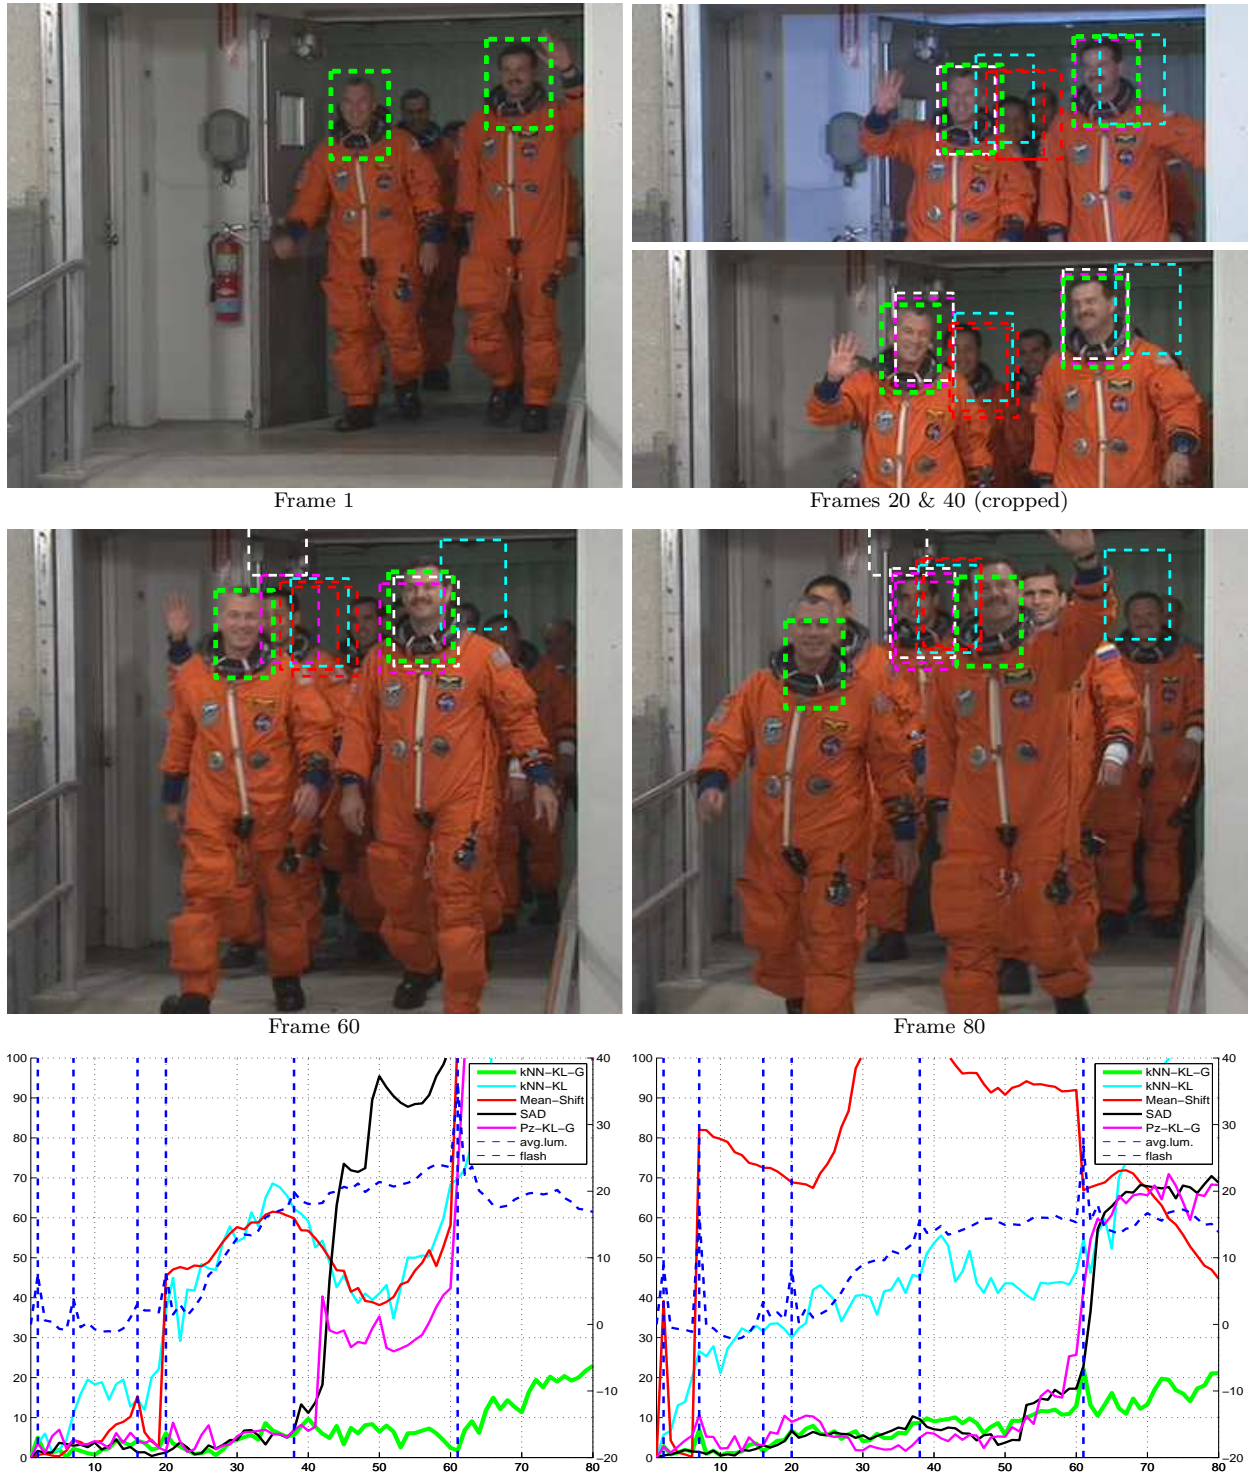 Frame 1
Frames 20 & 40 (cropped)
Frame 60
Frame 80
100
90
80
70
60
50
40
30
20
10
0
40
30
20
10
0
−10
−20
10 20 30 40 50 60 70 80
kNN−KL−G
kNN−KL
Mean−Shift
SAD
Pz−KL−G
avg.lum.
flash
100
90
80
70
60
50
40
30
20
10
0
40
30
20
10
0
−10
−20
10 20 30 40 50 60 70 80
kNN−KL−G
kNN−KL
Mean−Shift
SAD
Pz−KL−G
avg.lum.
flash